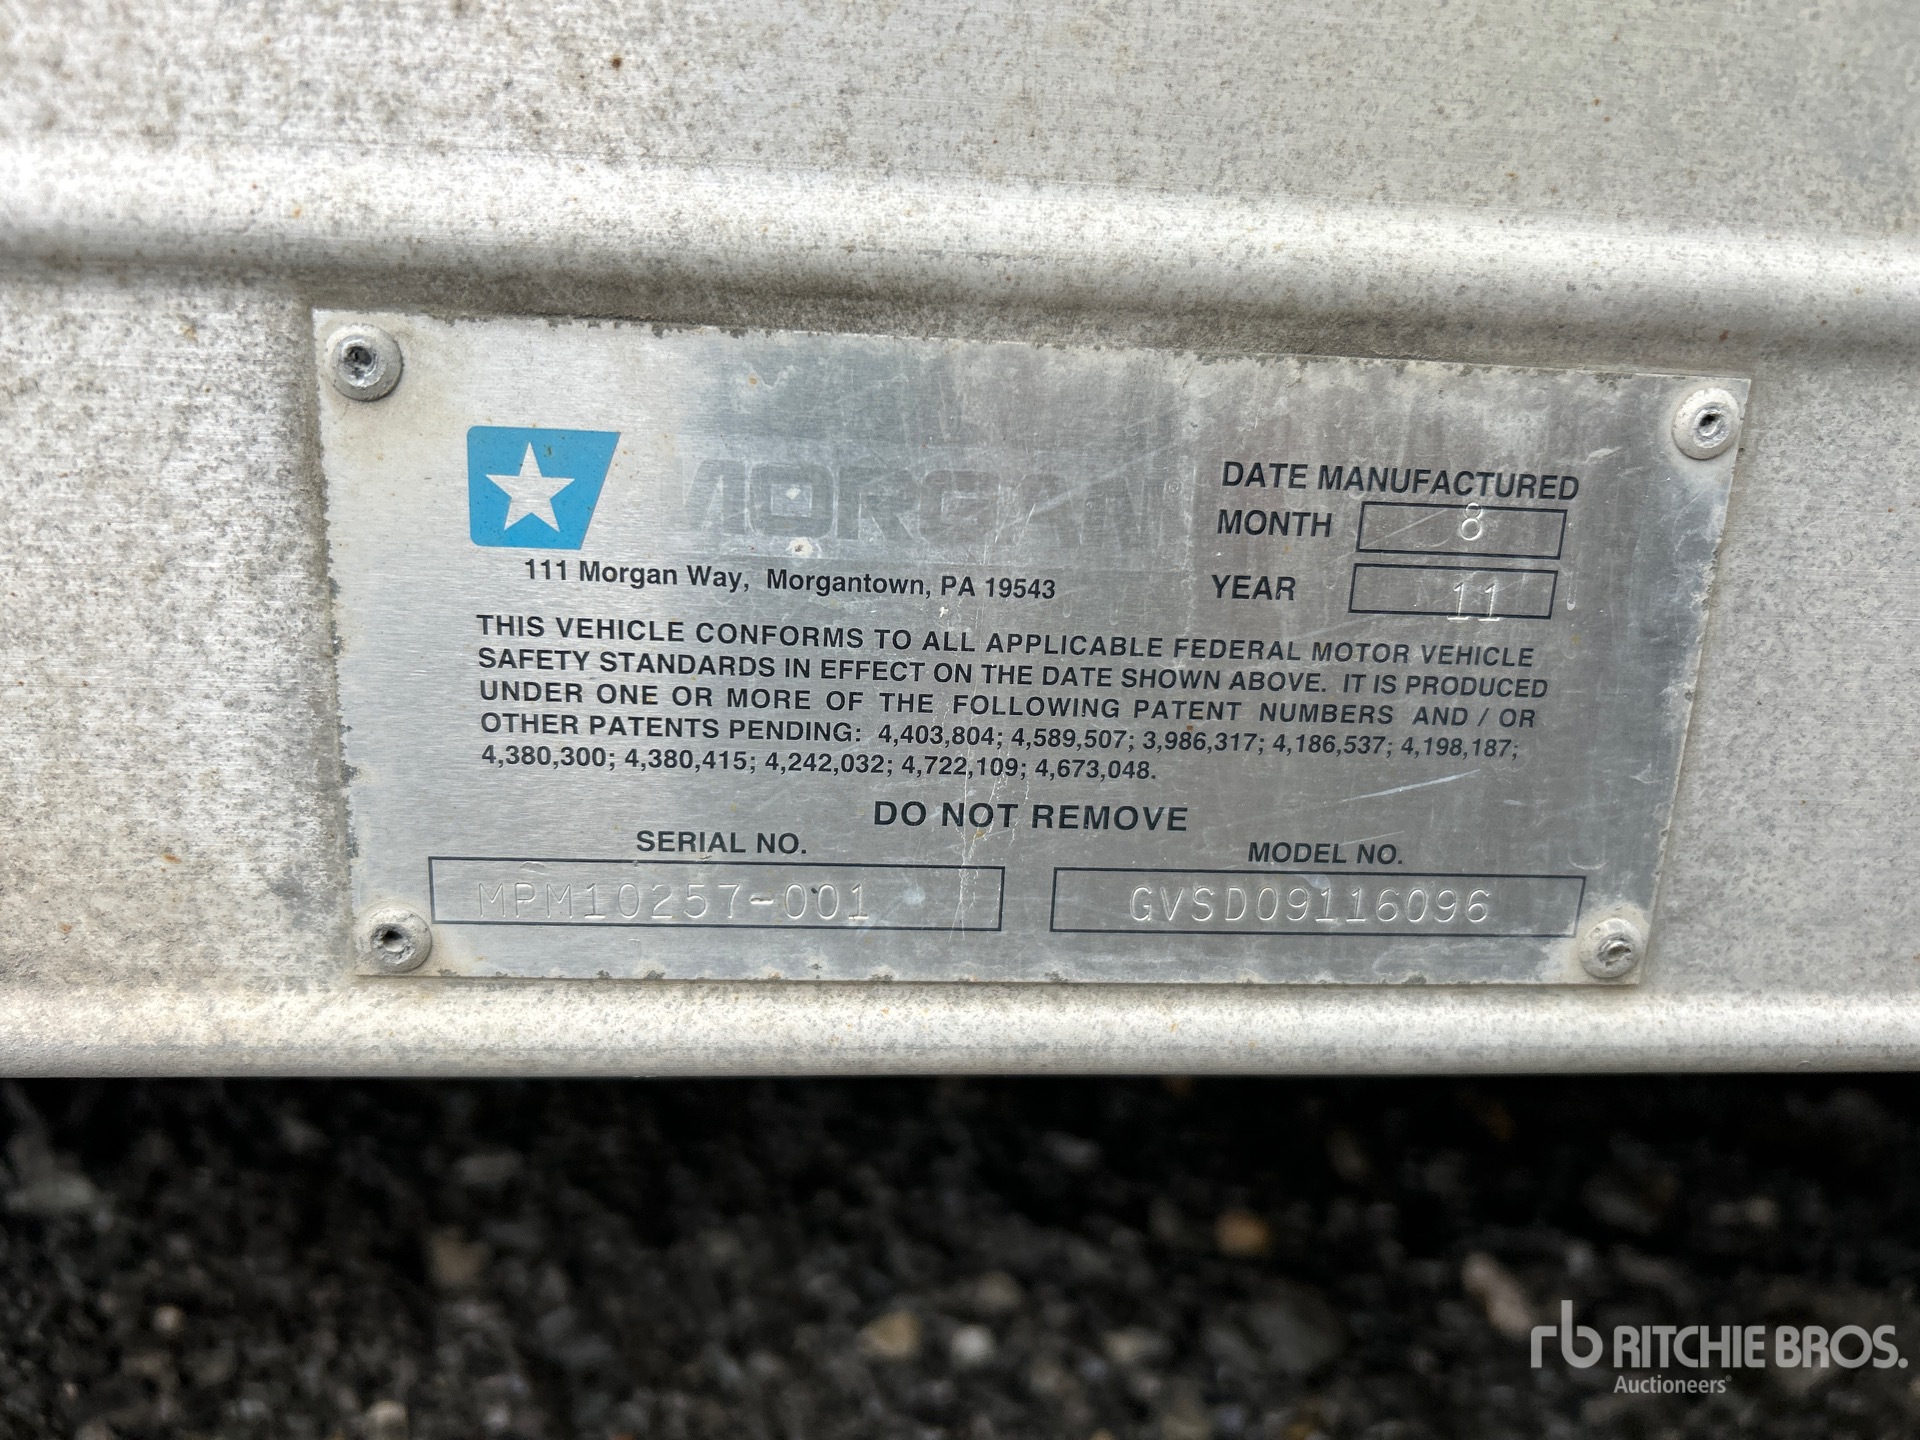 MORGAN
111 Morgan Way, Morgantown, PA 19543
DATE MANUFACTURED
MONTH 8
YEAR 11
THIS VEHICLE CONFORMS TO ALL APPLICABLE FEDERAL MOTOR VEHICLE
SAFETY STANDARDS IN EFFECT ON THE DATE SHOWN ABOVE. IT IS PRODUCED
UNDER ONE OR MORE OF THE FOLLOWING PATENT NUMBERS AND / OR
OTHER PATENTS PENDING: 4,403,804; 4,589,507; 3,986,317; 4,186,537; 4,198,187;
4,380,300; 4,380,415; 4,242,032; 4,722,109; 4,673,048.
DO NOT REMOVE
SERIAL NO.
MPM10257-001
MODEL NO.
GVSD09116096
rb RITCHIE BROS.
Auctioneers